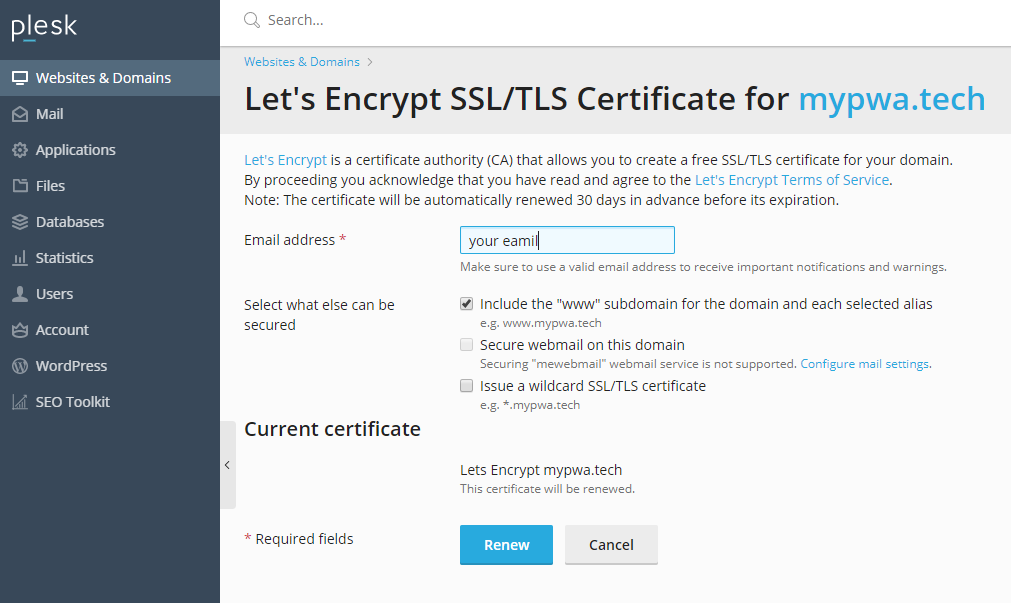 plesk
Search...
Websites & Domains
Mail
Applications
Files
Databases
Statistics
Users
Account
WordPress
SEO Toolkit
Websites & Domains >
Let's Encrypt SSL/TLS Certificate for mypwa.tech
Let's Encrypt is a certificate authority (CA) that allows you to create a free SSL/TLS certificate for your domain.
By proceeding you acknowledge that you have read and agree to the Let's Encrypt Terms of Service.
Note: The certificate will be automatically renewed 30 days in advance before its expiration.
Email address *
your eamil
Make sure to use a valid email address to receive important notifications and warnings.
Select what else can be
secured
Include the "www" subdomain for the domain and each selected alias
e.g. www.mypwa.tech
Secure webmail on this domain
Securing "mewebmail" webmail service is not supported. Configure mail settings.
Issue a wildcard SSL/TLS certificate
e.g. *.mypwa.tech
Current certificate
Lets Encrypt mypwa.tech
This certificate will be renewed.
* Required fields
Renew
Cancel